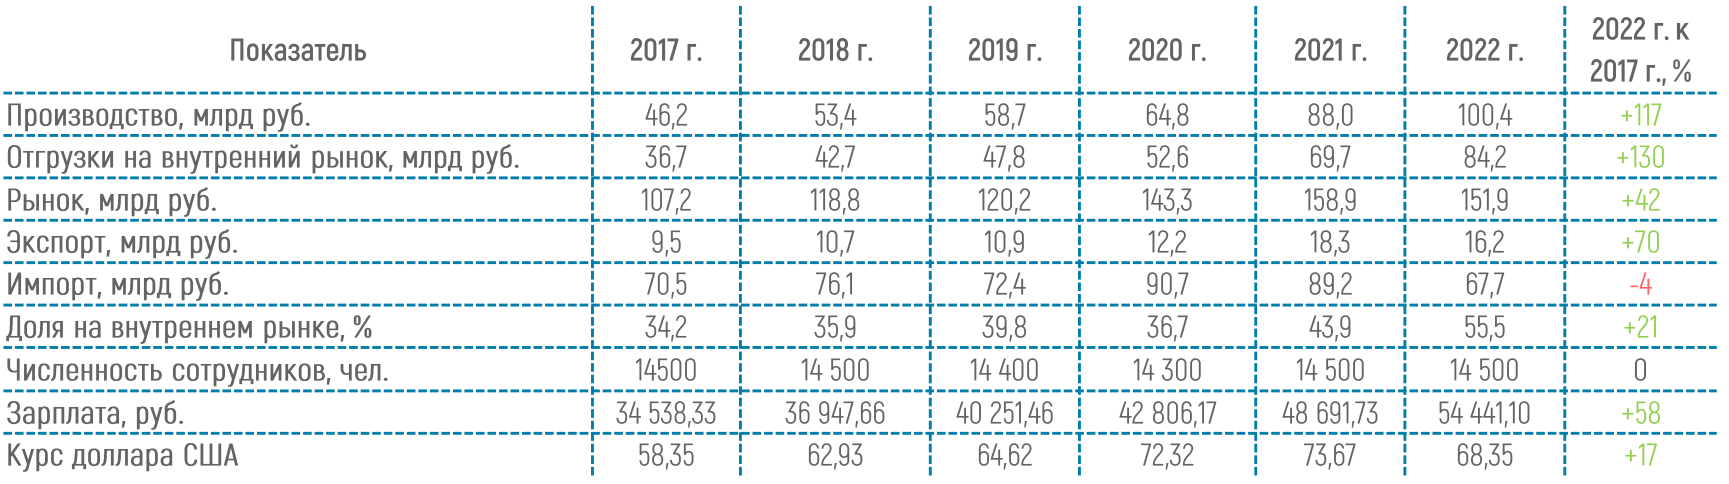 Показатель 2017 г. 2018 г. 2019 г. 2020 г. 2021 г. 2022 г. 2022 г. к 2017 г., %
Производство, млрд руб. 46,2 53,4 58,7 64,8 88,0 100,4 +117
Отгрузки на внутренний рынок, млрд руб. 36,7 42,7 47,8 52,6 69,7 84,2 +130
Рынок, млрд руб. 107,2 118,8 120,2 143,3 158,9 151,9 +42
Экспорт, млрд руб. 9,5 10,7 10,9 12,2 18,3 16,2 +70
Импорт, млрд руб. 70,5 76,1 72,4 90,7 89,2 67,7 -4
Доля на внутреннем рынке, % 34,2 35,9 39,8 36,7 43,9 55,5 +21
Численность сотрудников, чел. 14500 14 500 14 400 14 300 14 500 14 500 0
Зарплата, руб. 34 538,33 36 947,66 40 251,46 42 806,17 48 691,73 54 441,10 +58
Курс доллара США 58,35 62,93 64,62 72,32 73,67 68,35 +17